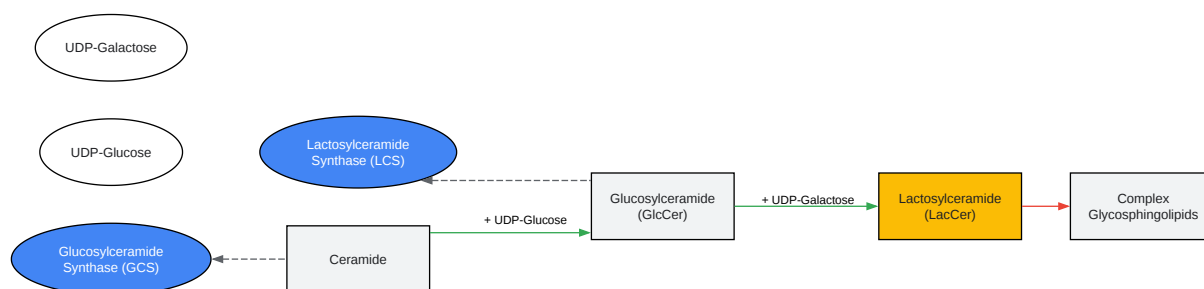 UDP-Galactose
UDP-Glucose
Lactosylceramide
Synthase (LCS)
Glucosylceramide
(GlcCer)
+ UDP-Galactose
Lactosylceramide
(LacCer)
Complex
Glycosphingolipids
+ UDP-Glucose
Glucosylceramide
Synthase (GCS)
Ceramide